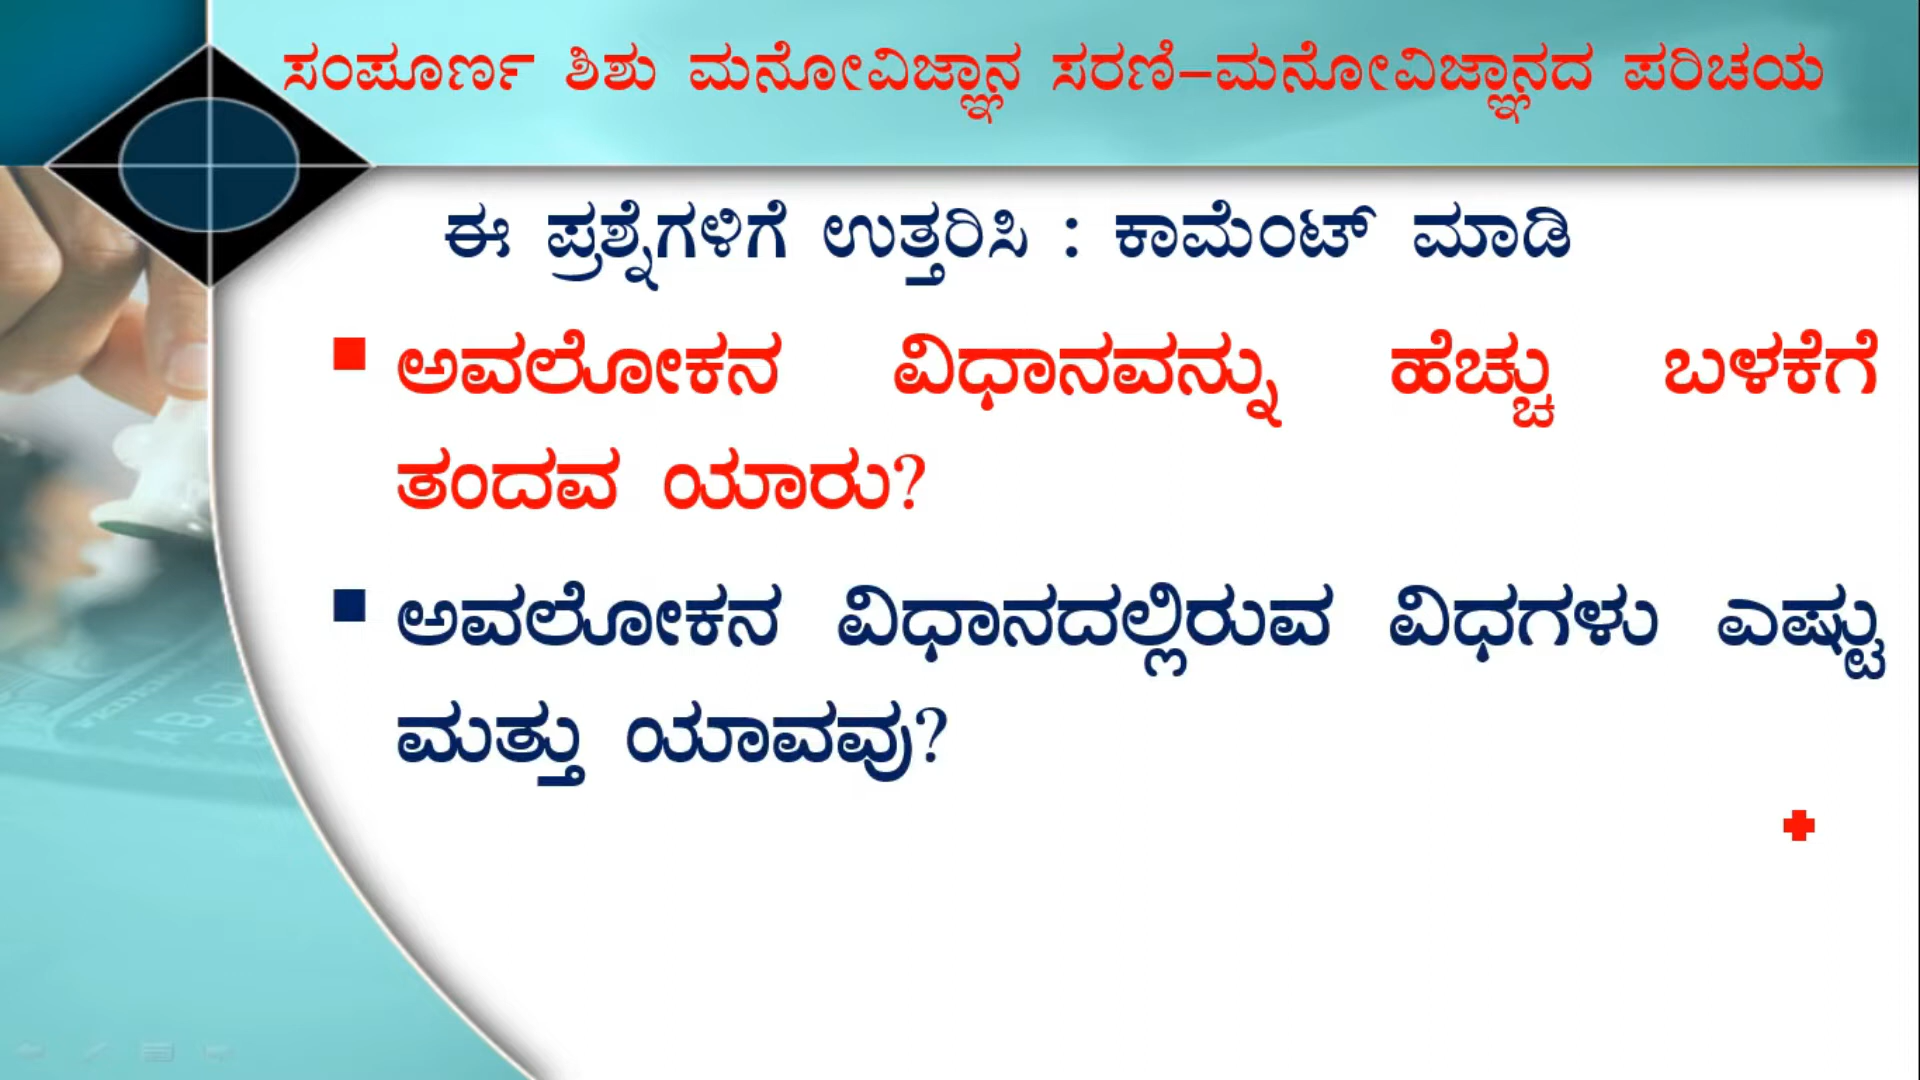 ಸಂಪೂರ್ಣ ಶಿಶು ಮನೋವಿಜ್ಞಾನ ಸರಣಿ–ಮನೋವಿಜ್ಞಾನದ ಪರಿಚಯ
ಈ ಪ್ರಶ್ನೆಗಳಿಗೆ ಉತ್ತರಿಸಿ : ಕಾಮೆಂಟ್ ಮಾಡಿ
ಅವಲೋಕನ ವಿಧಾನವನ್ನು ಹೆಚ್ಚು ಬಳಕೆಗೆ
ತಂದವ ಯಾರು?
ಅವಲೋಕನ ವಿಧಾನದಲ್ಲಿರುವ ವಿಧಗಳು ಎಷ್ಟು
ಮತ್ತು ಯಾವವು?